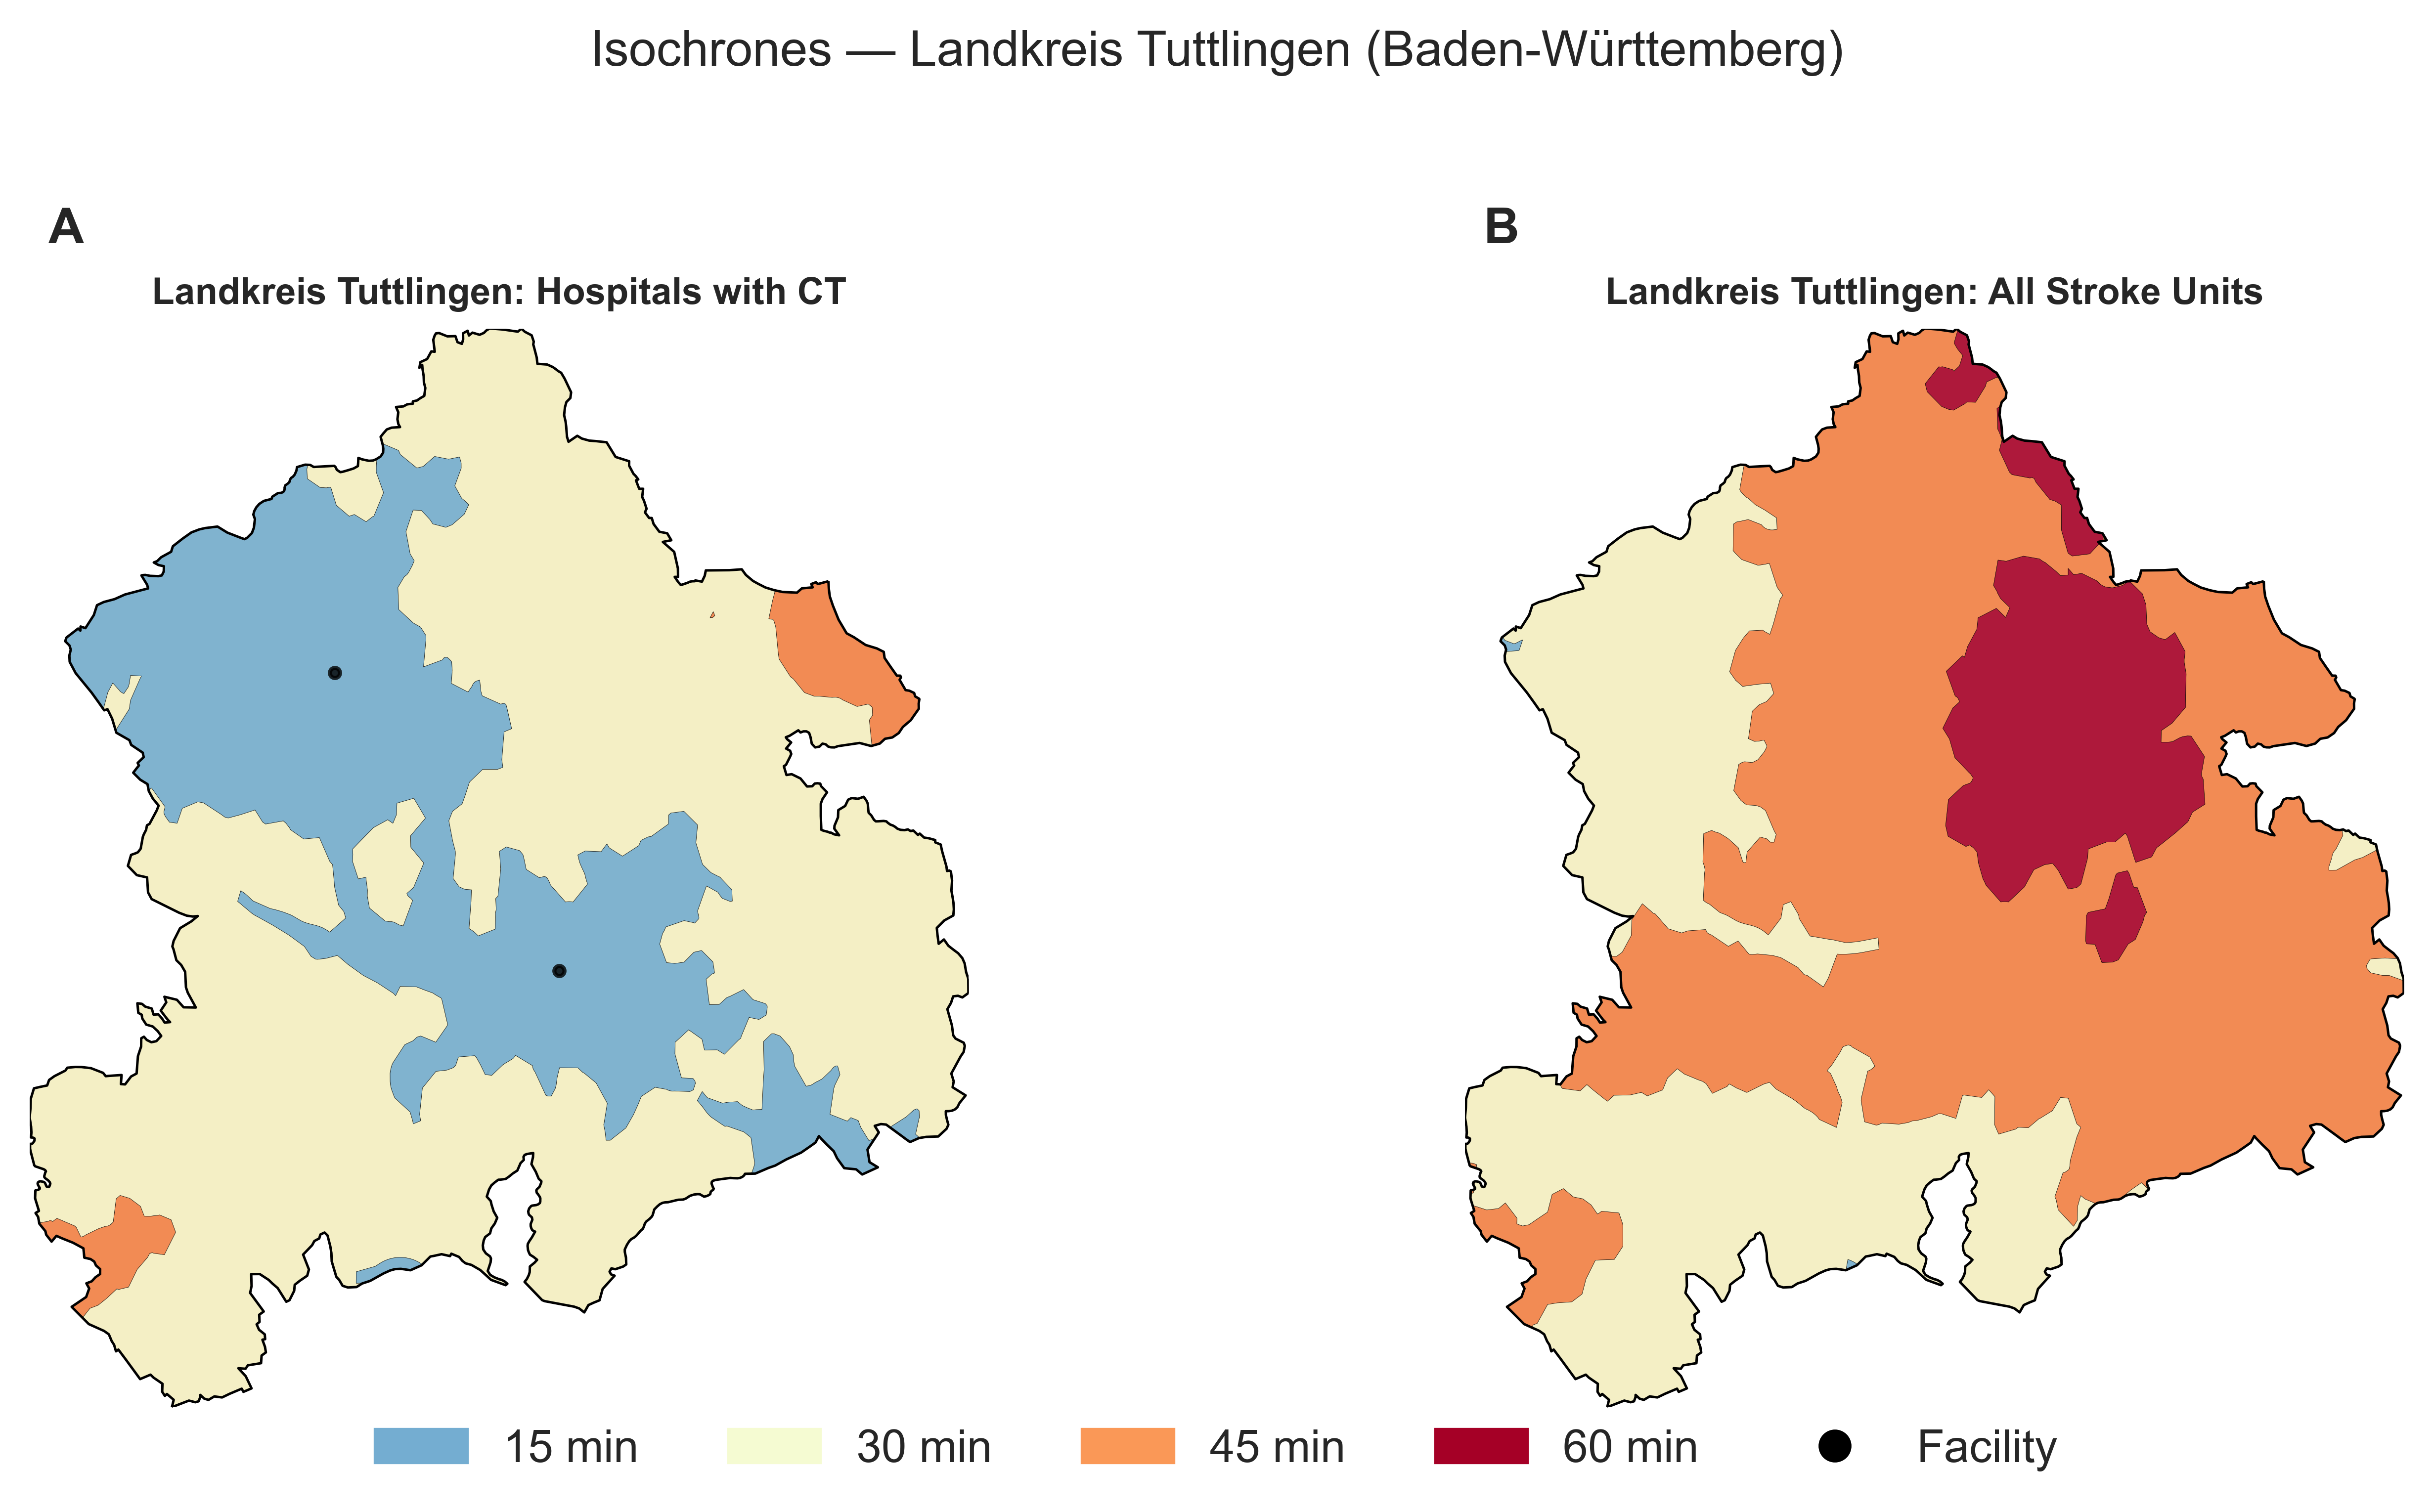 Isochrones — Landkreis Tuttlingen (Baden-Württemberg)
A
Landkreis Tuttlingen: Hospitals with CT
B
Landkreis Tuttlingen: All Stroke Units
15 min
30 min
45 min
60 min
Facility